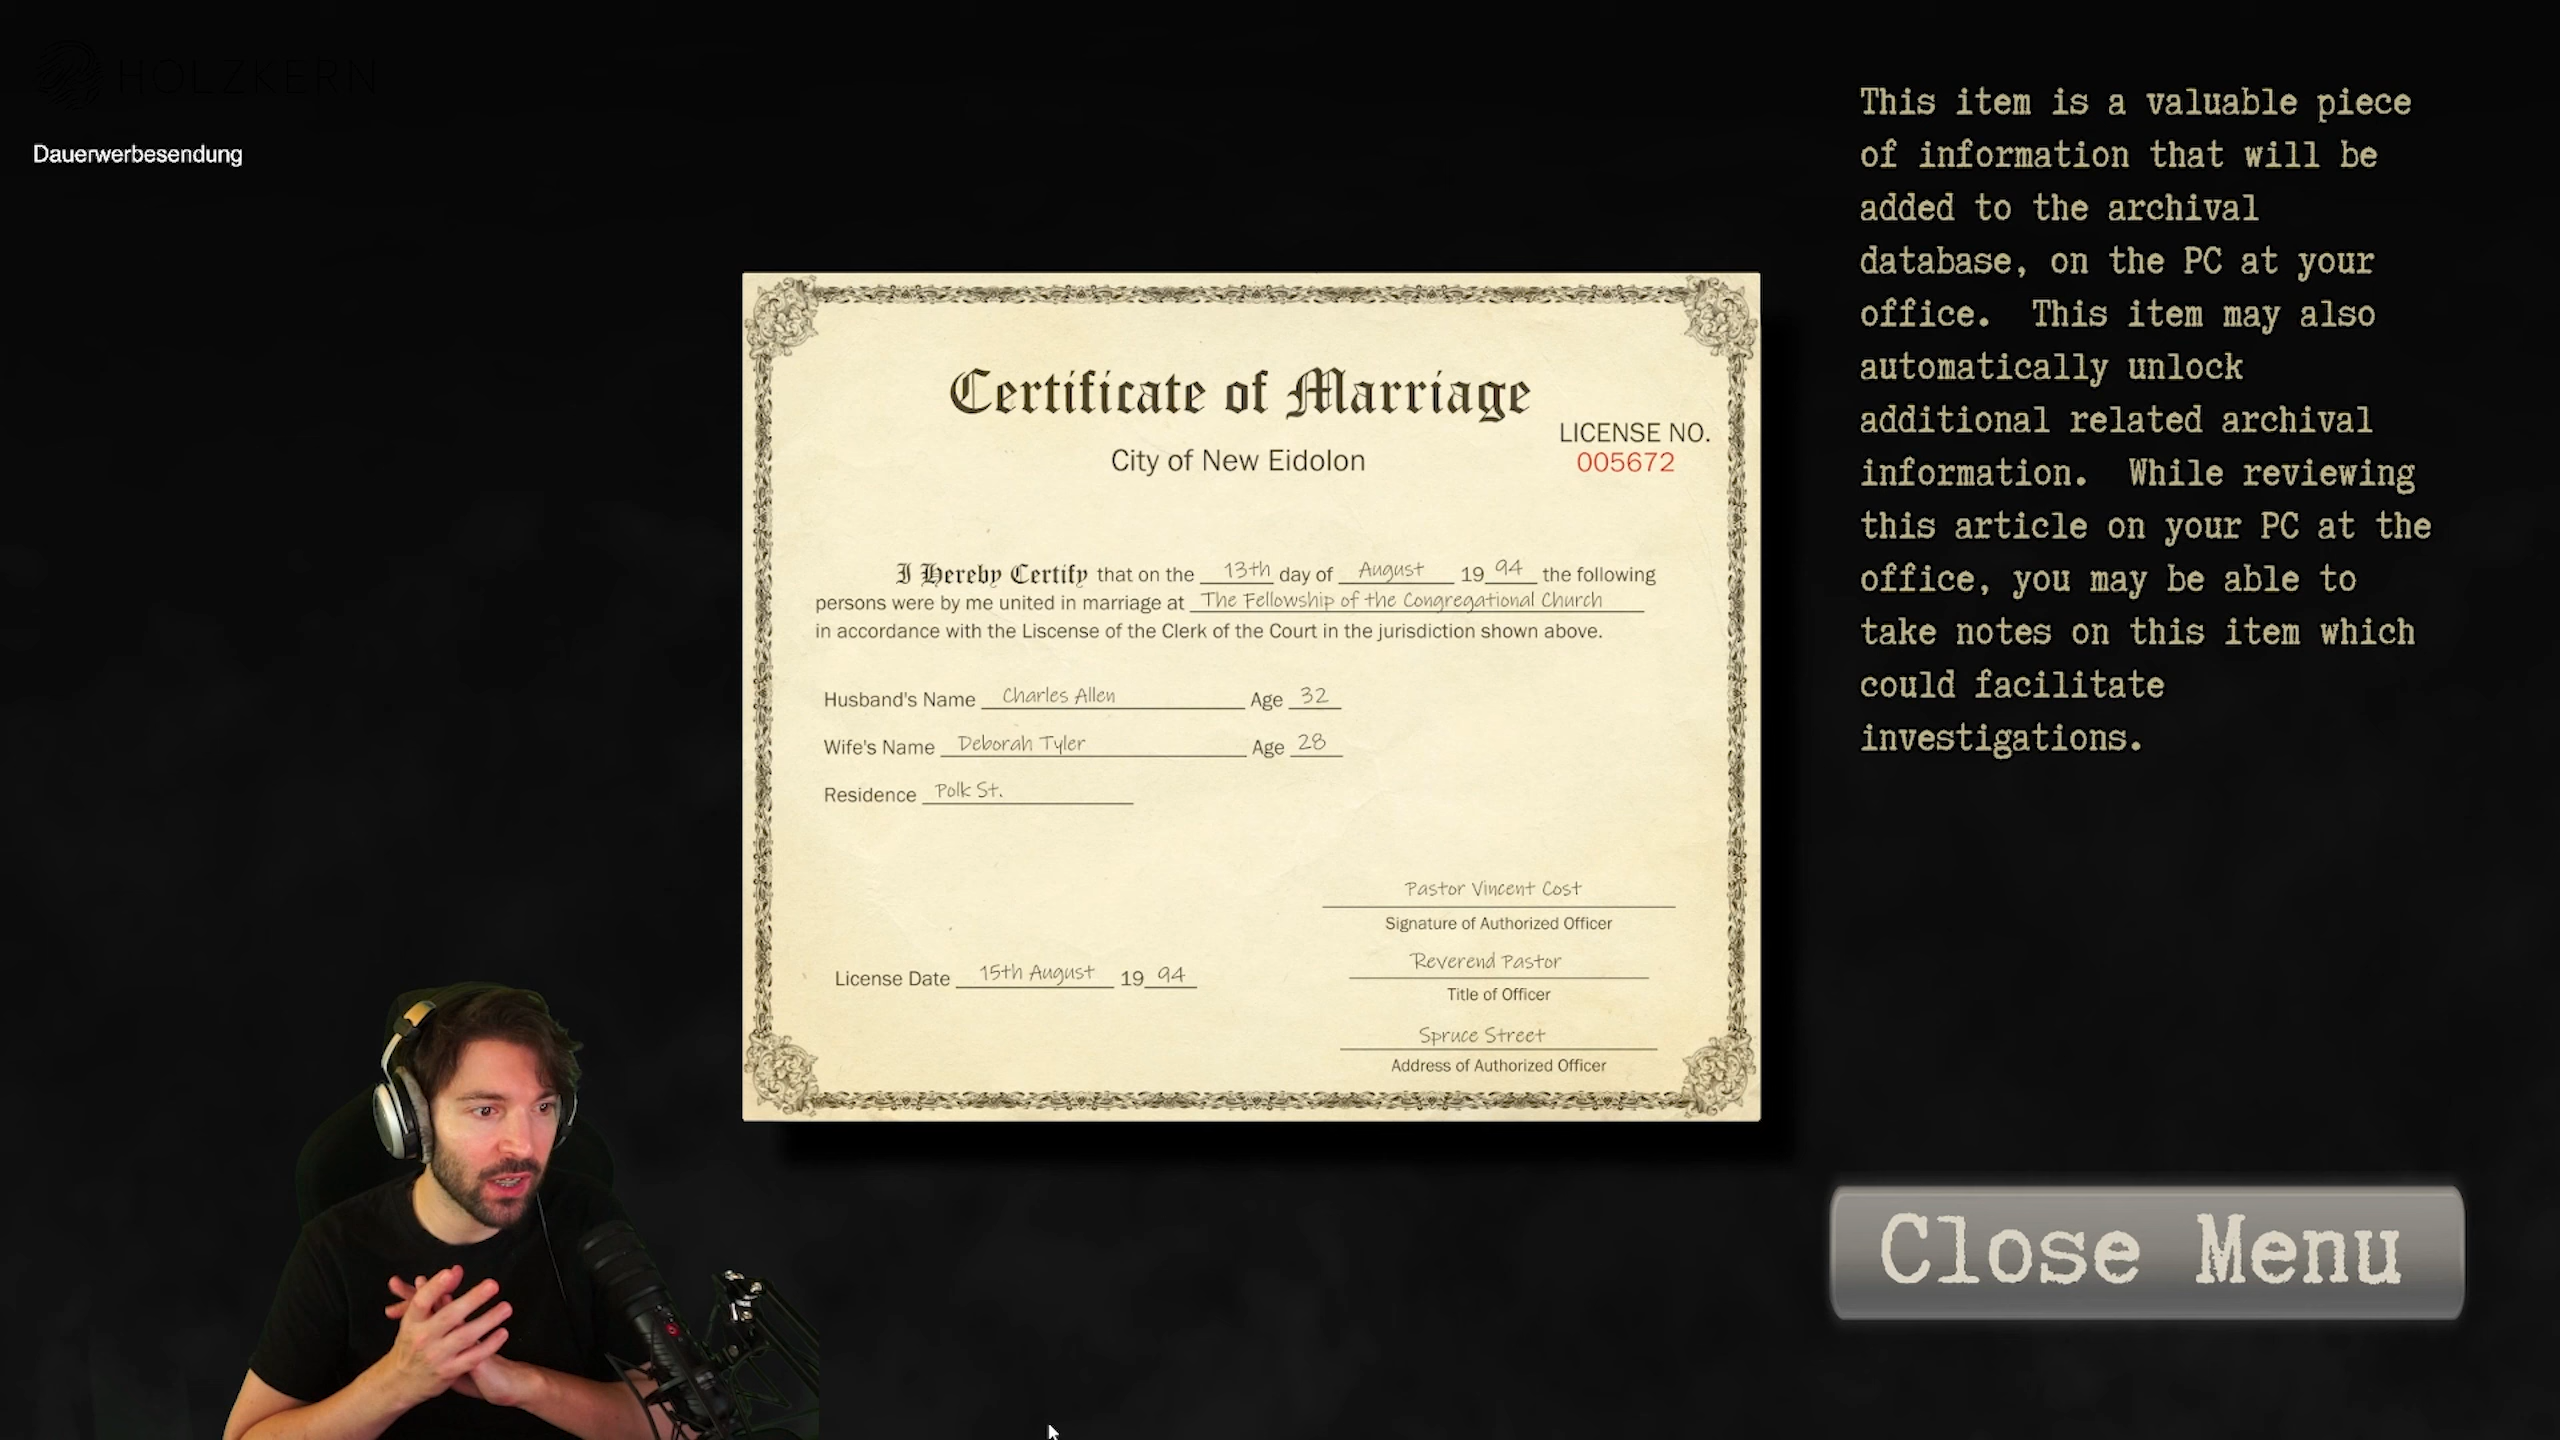 HOLZKERN
Dauerwerbesendung
Certificate of Marriage
City of New Eidolon
LICENSE NO.
005672
I Hereby Certify that on the 13th day of August 1994 the following
persons were by me united in marriage at The Fellowship of the Congregational Church
in accordance with the Liscense of the Clerk of the Court in the jurisdiction shown above.
Husband's Name Charles Allen Age 32
Wife's Name Deborah Tyler Age 28
Residence Polk St.
Pastor Vincent Cost
Signature of Authorized Officer
Reverend Pastor
Title of Officer
License Date 15th August 1994
Spruce Street
Address of Authorized Officer
This item is a valuable piece
of information that will be
added to the archival
database, on the PC at your
office. This item may also
automatically unlock
additional related archival
information. While reviewing
this article on your PC at the
office, you may be able to
take notes on this item which
could facilitate
investigations.
Close Menu